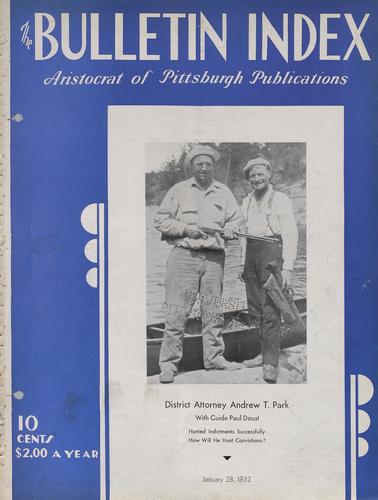 The BULLETIN INDEX
Aristocrat of Pittsburgh Publications
District Attorney Andrew T. Park
With Guide Paul Doust
Hunted Indictments Successfully
How Will He Hunt Convictions?
January 28, 1932
10
CENTS
$2.00 A YEAR